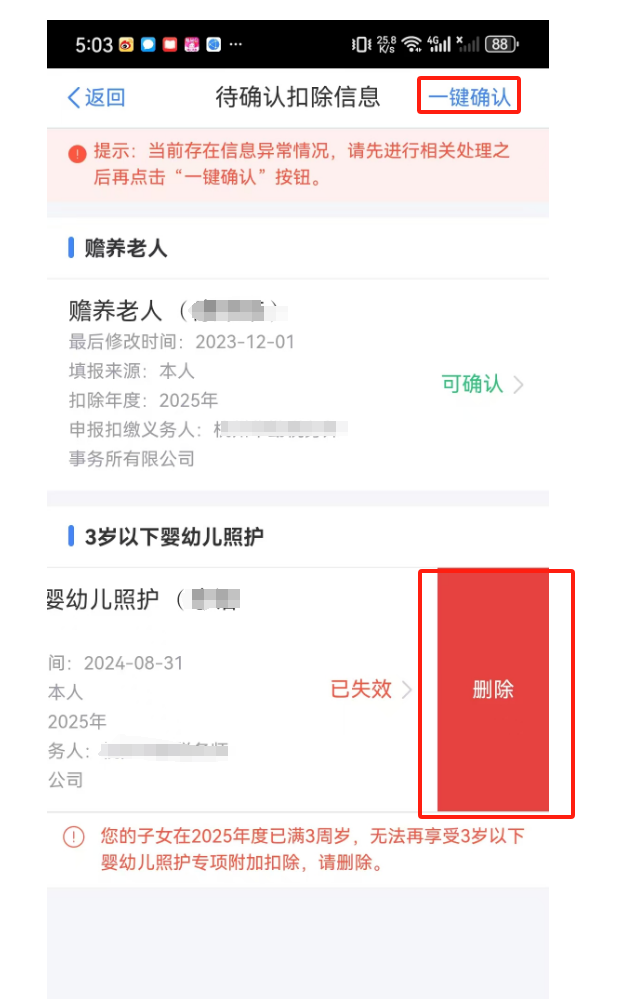 5:03 ··· 25.8 K/s 4G 88
返回 待确认扣除信息 一键确认
提示：当前存在信息异常情况，请先进行相关处理之
后再点击“一键确认”按钮。
赡养老人
赡养老人（
最后修改时间：2023-12-01
填报来源：本人
扣除年度：2025年
可确认
申报扣缴义务人：
事务所有限公司
3岁以下婴幼儿照护
婴幼儿照护（
间：2024-08-31
本人
已失效
删除
2025年
务人：
公司
您的子女在2025年度已满3周岁，无法再享受3岁以下
婴幼儿照护专项附加扣除，请删除。